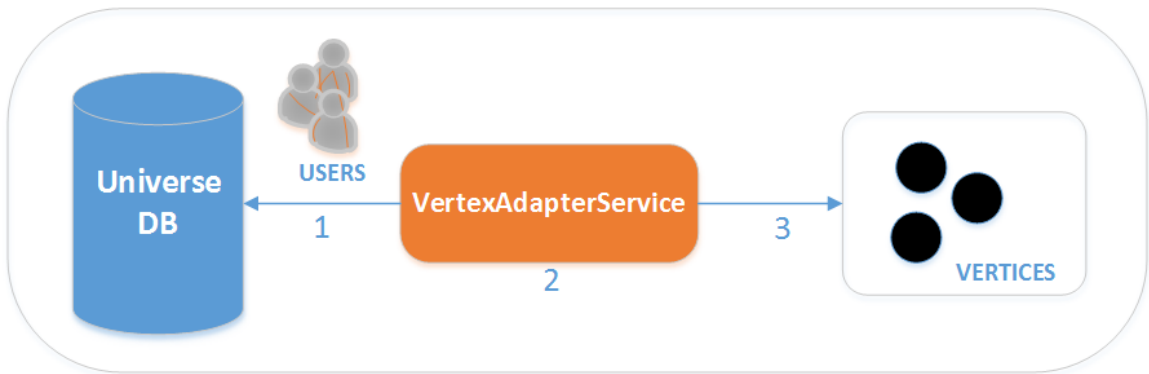 Universe
DB
USERS
1
VertexAdapterService
2
3
VERTICES